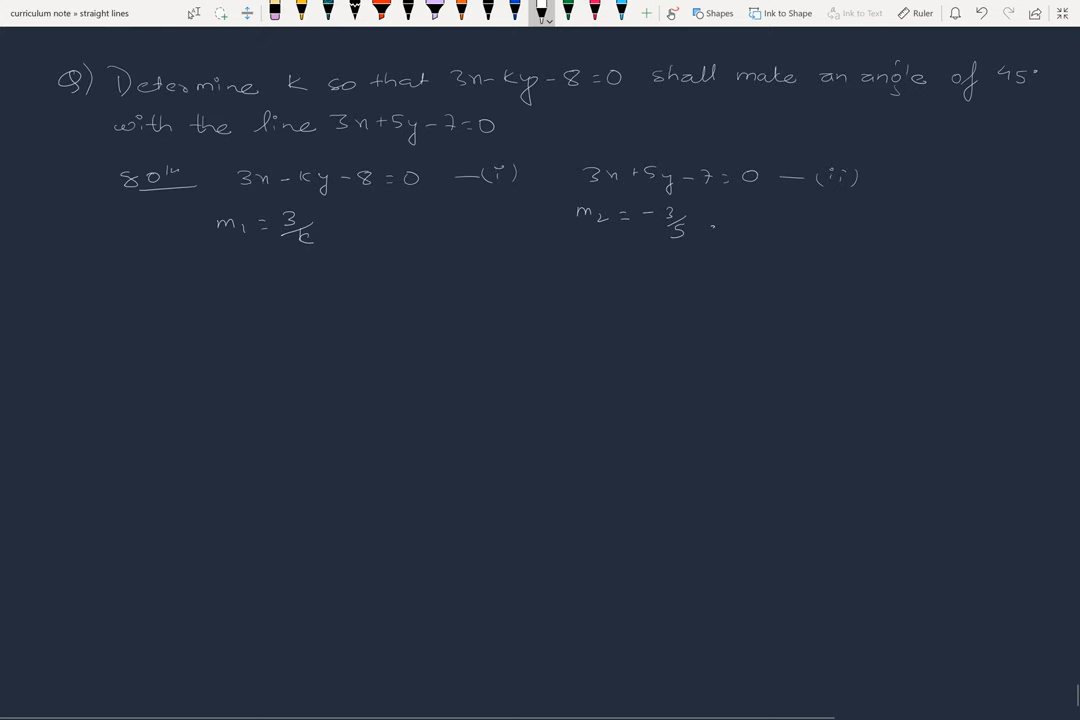 curriculum note » straight lines
Shapes Ink to Shape Ink to Text Ruler
Q) Determine K so that 3x - ky - 8 = 0 shall make an angle of 45°
with the line 3x + 5y - 7 = 0
Soln 3x - ky - 8 = 0 — (i) 3x + 5y - 7 = 0 — (ii)
m1 = 3/k m2 = - 3/5